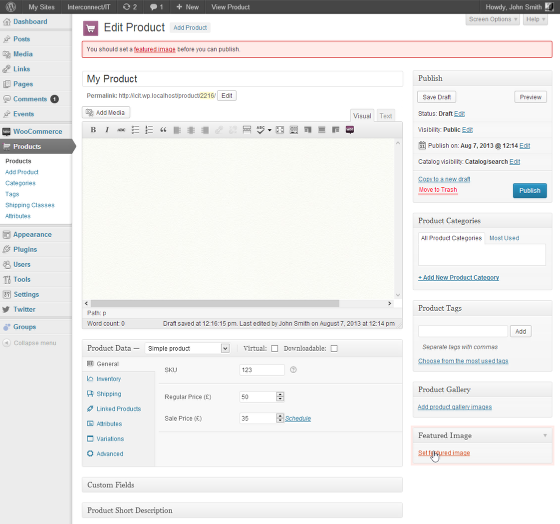 My Sites Interconnect/IT 2 1 New View Product Howdy, John Smith
Screen Options Help
Dashboard
Posts
Media
Links
Pages
Comments 1
Events
WooCommerce
Products
Products
Add Product
Categories
Tags
Shipping Classes
Attributes
Appearance
Plugins
Users
Tools
Settings
Twitter
Groups
Collapse menu
Edit Product Add Product
You should set a featured image before you can publish.
My Product
Permalink: http://icit.wp.localhost/product/2216/ Edit
Add Media
Visual Text
B I ABC
ABC
Path: p
Word count: 0 Draft saved at 12:16:15 pm. Last edited by John Smith on August 7, 2013 at 12:14 pm
Product Data — Simple product Virtual: Downloadable:
General
Inventory
Shipping
Linked Products
Attributes
Variations
Advanced
SKU 123
Regular Price (£) 50
Sale Price (£) 35 Schedule
Custom Fields
Product Short Description
Publish
Save Draft Preview
Status: Draft Edit
Visibility: Public Edit
Publish on: Aug 7, 2013 @ 12:14 Edit
Catalog visibility: Catalog/search Edit
Copy to a new draft
Move to Trash Publish
Product Categories
All Product Categories Most Used
+ Add New Product Category
Product Tags
Add
Separate tags with commas
Choose from the most used tags
Product Gallery
Add product gallery images
Featured Image
Set featured image